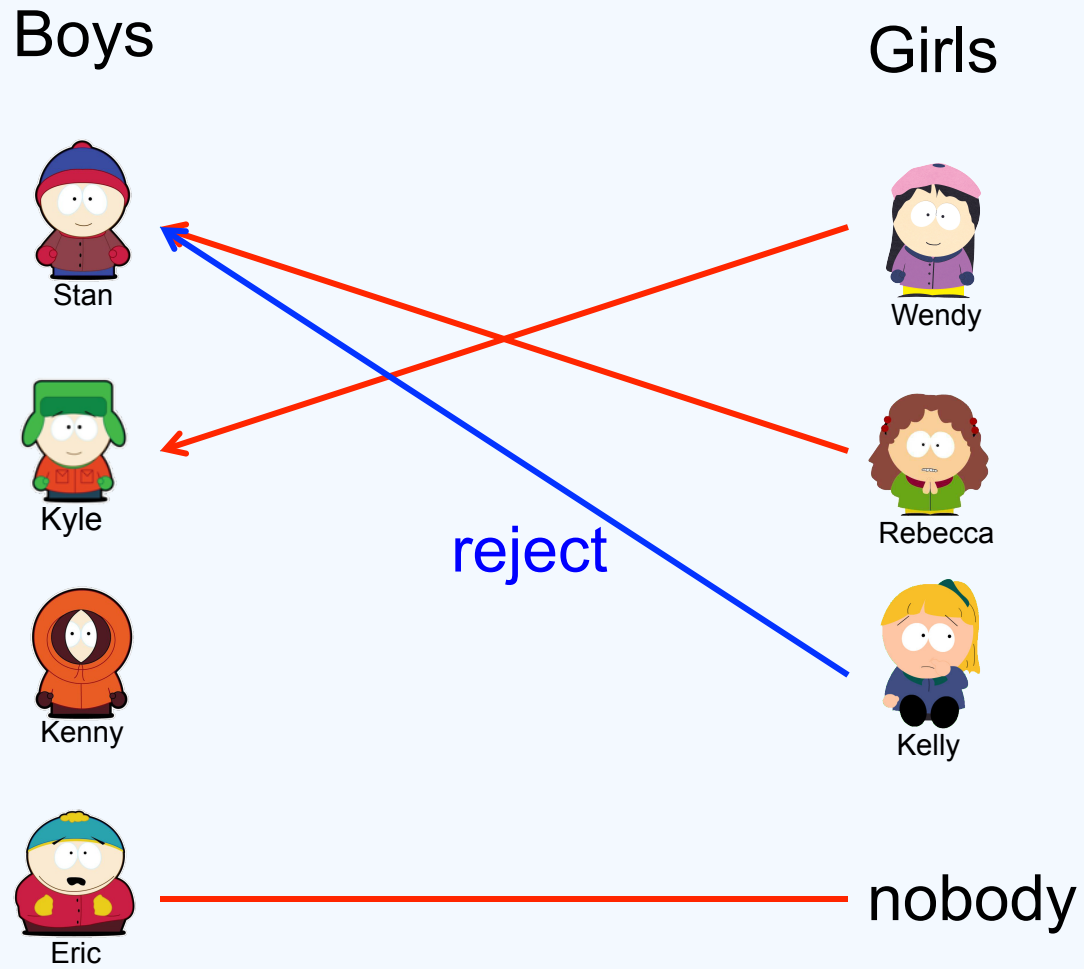 Boys
Girls
Stan
Wendy
Kyle
Rebecca
reject
Kenny
Kelly
Eric
nobody